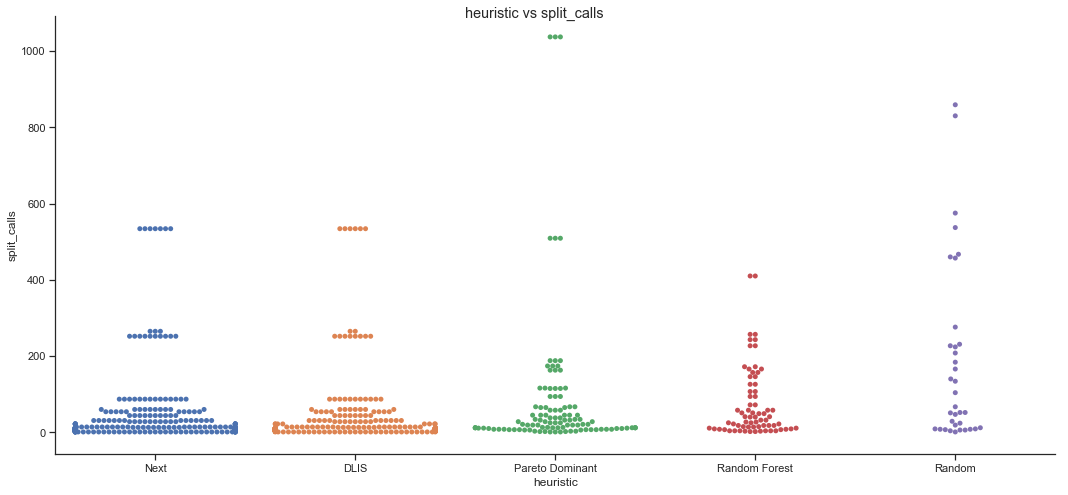 heuristic vs split_calls
1000
800
600
400
200
0
split_calls
Next
DLIS
Pareto Dominant
Random Forest
Random
heuristic